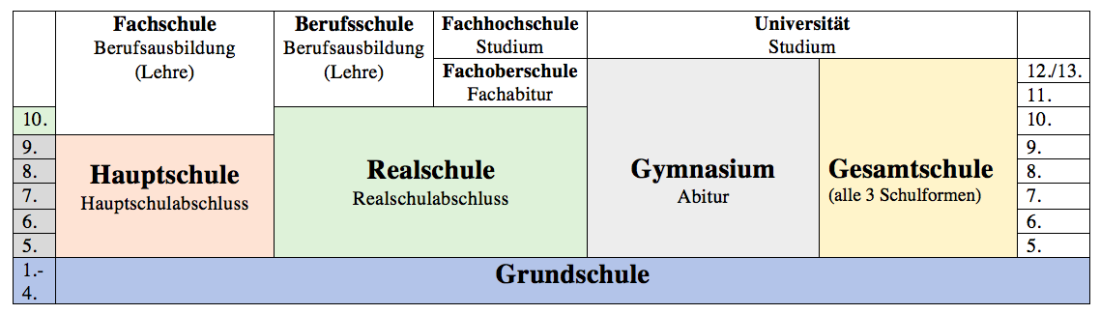 Fachschule
Berufsausbildung
(Lehre)
Berufsschule
Berufsausbildung
(Lehre)
Fachhochschule
Studium
Universität
Studium
Fachoberschule
Fachabitur
12./13.
11.
10.
10.
9.
8.
7.
6.
5.
Hauptschule
Hauptschulabschluss
Realschule
Realschulabschluss
Gymnasium
Abitur
Gesamtschule
(alle 3 Schulformen)
9.
8.
7.
6.
5.
1.-
4.
Grundschule